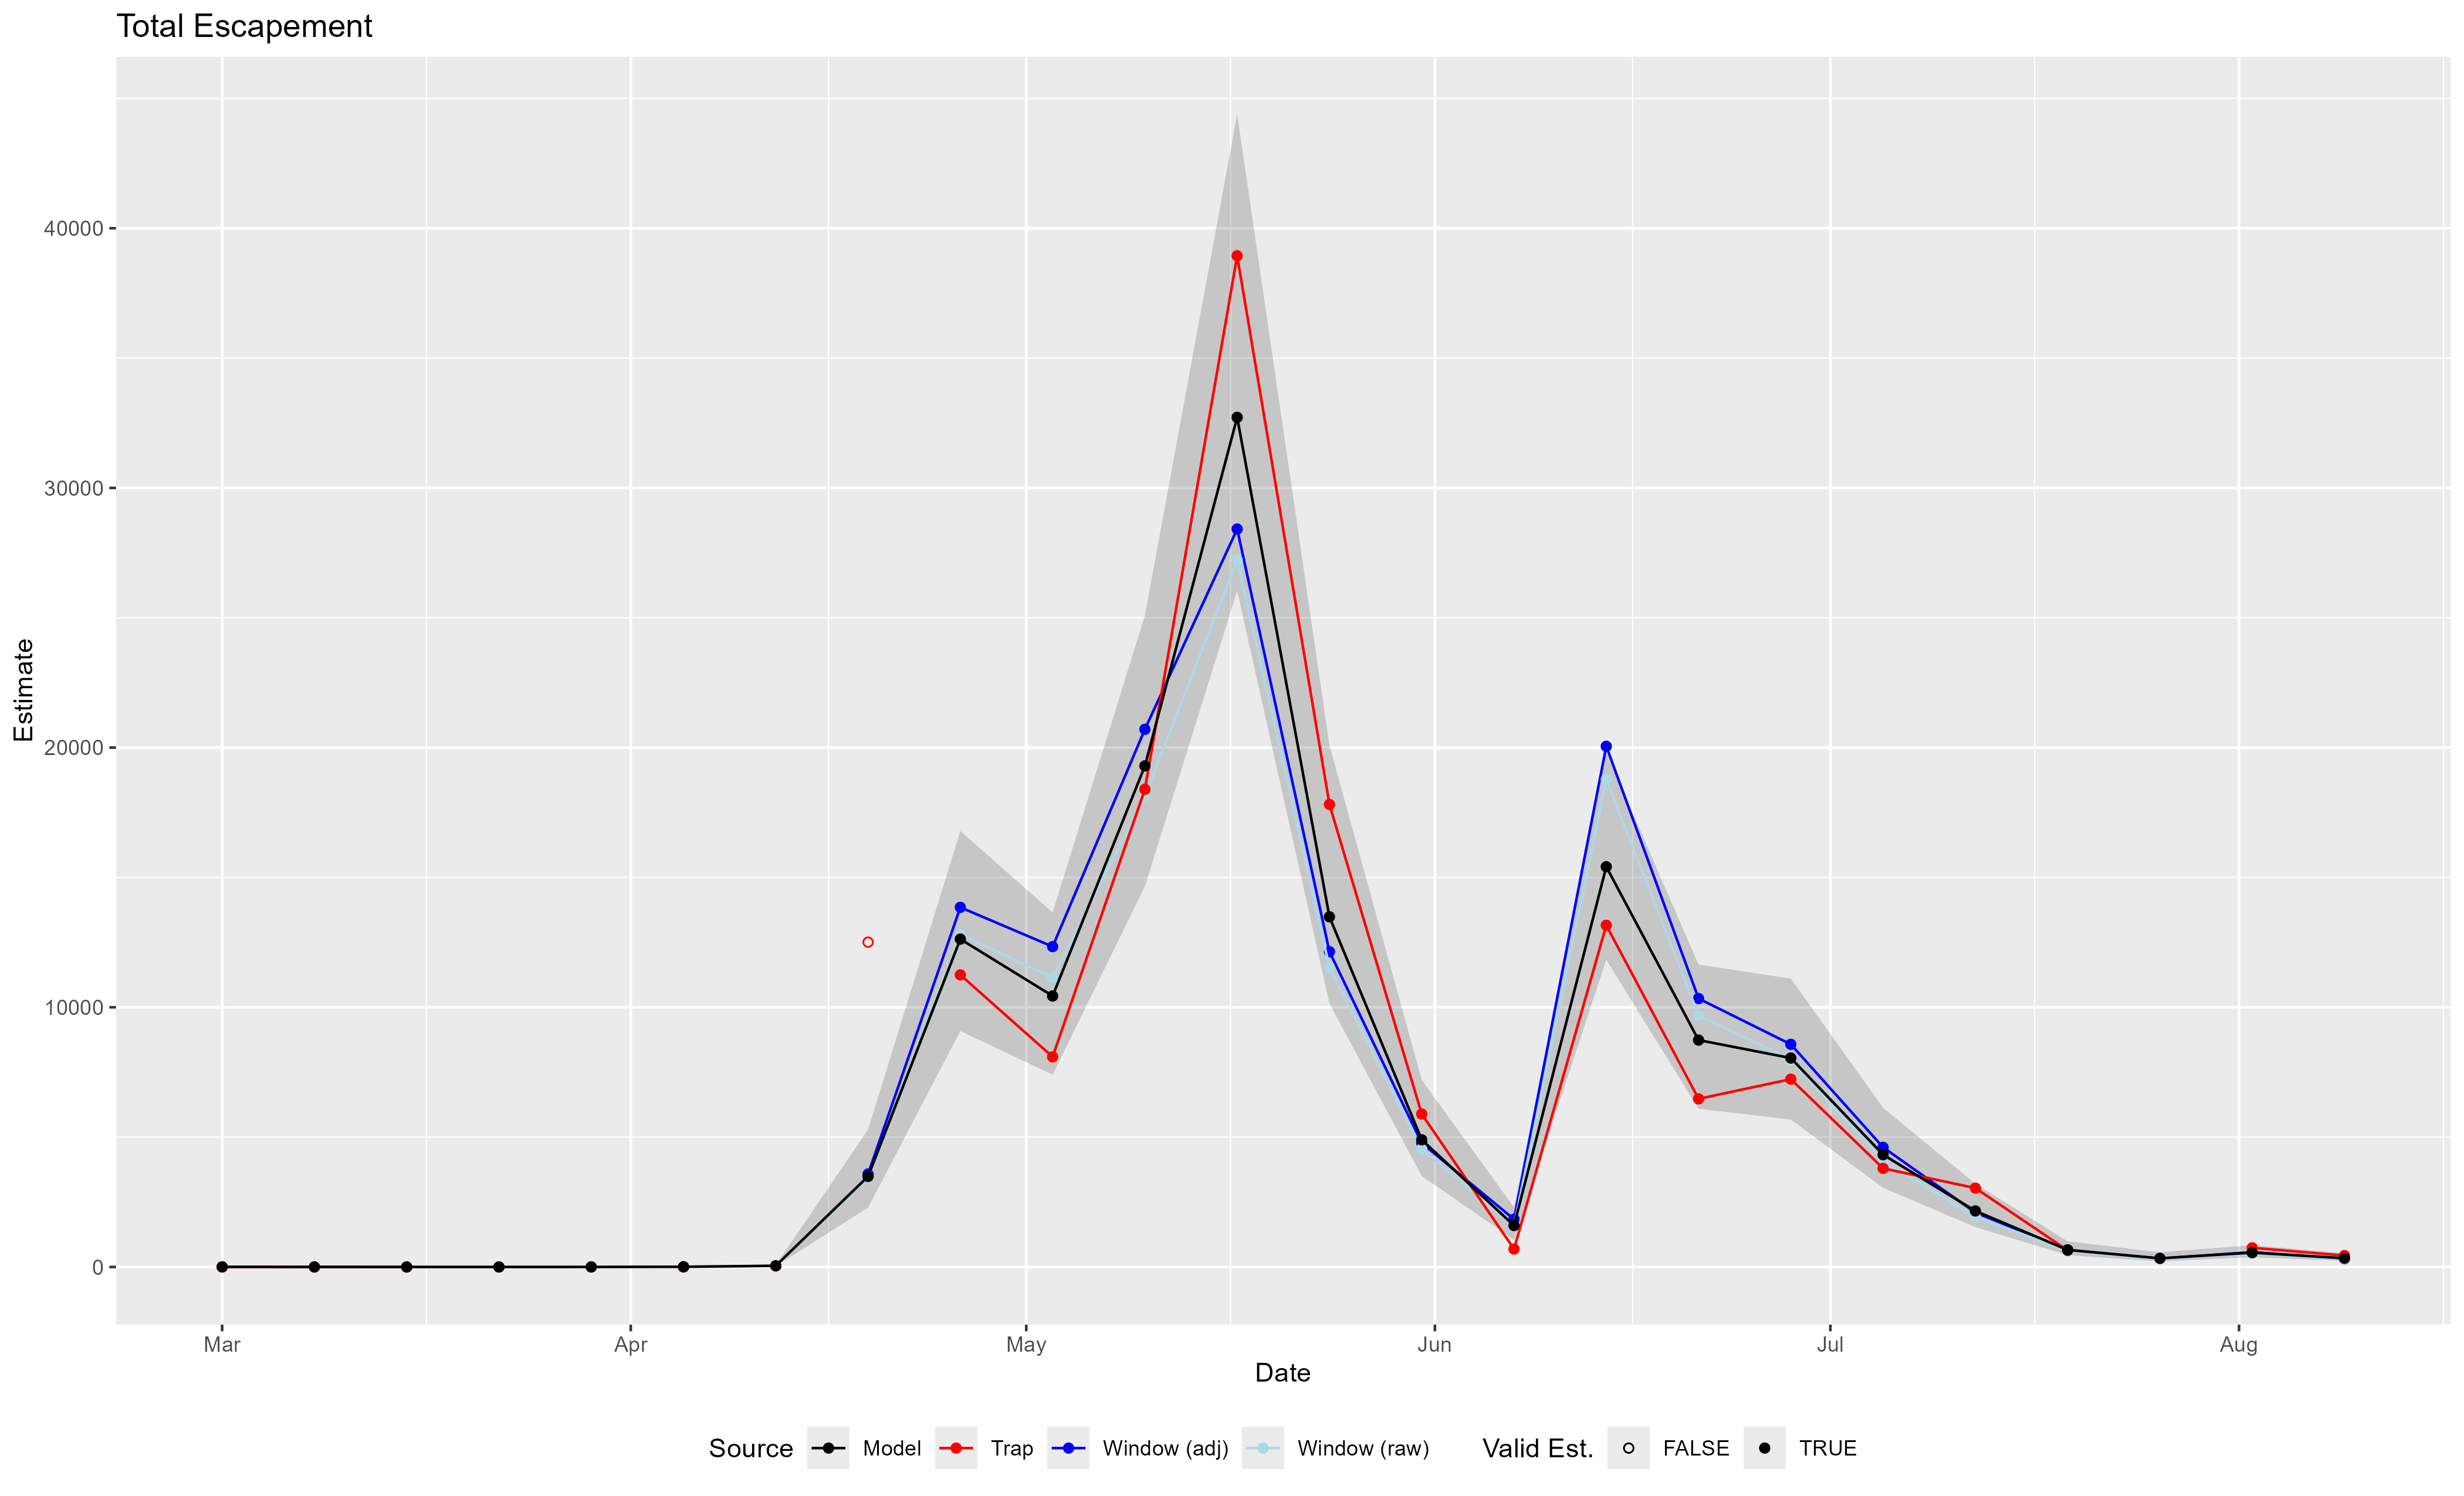 Total Escapement
Estimate
40000
30000
20000
10000
0
Mar Apr May Jun Jul Aug
Date
Source Model Trap Window (adj) Window (raw) Valid Est. FALSE TRUE